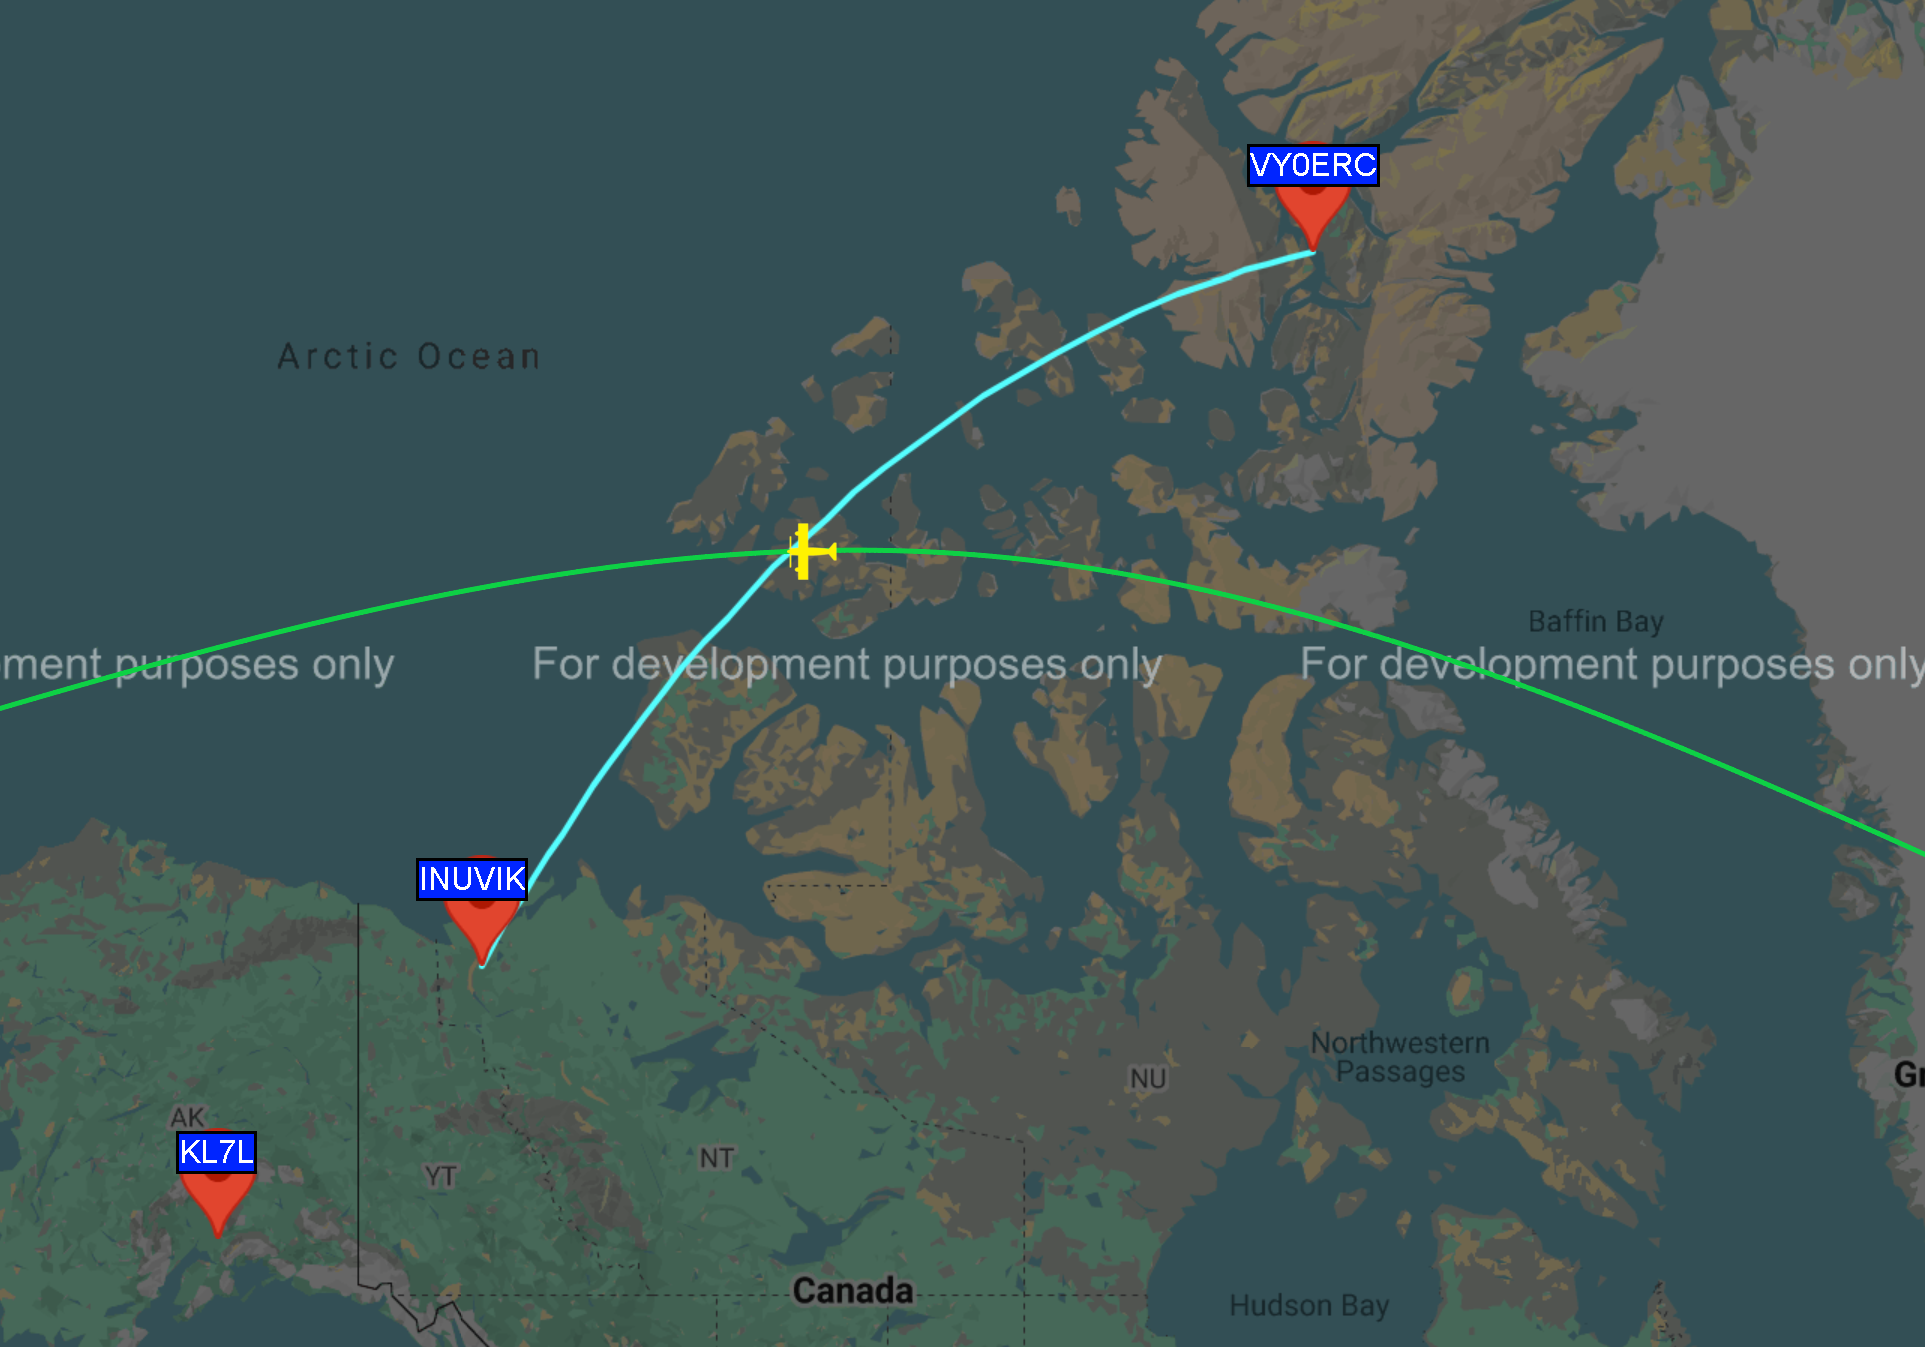 VY0ERC
Arctic Ocean
Baffin Bay
ment purposes only
For development purposes only
For development purposes only
INUVIK
Northwestern
Passages
NU
Gr
AK
KL7L
YT
NT
Canada
Hudson Bay